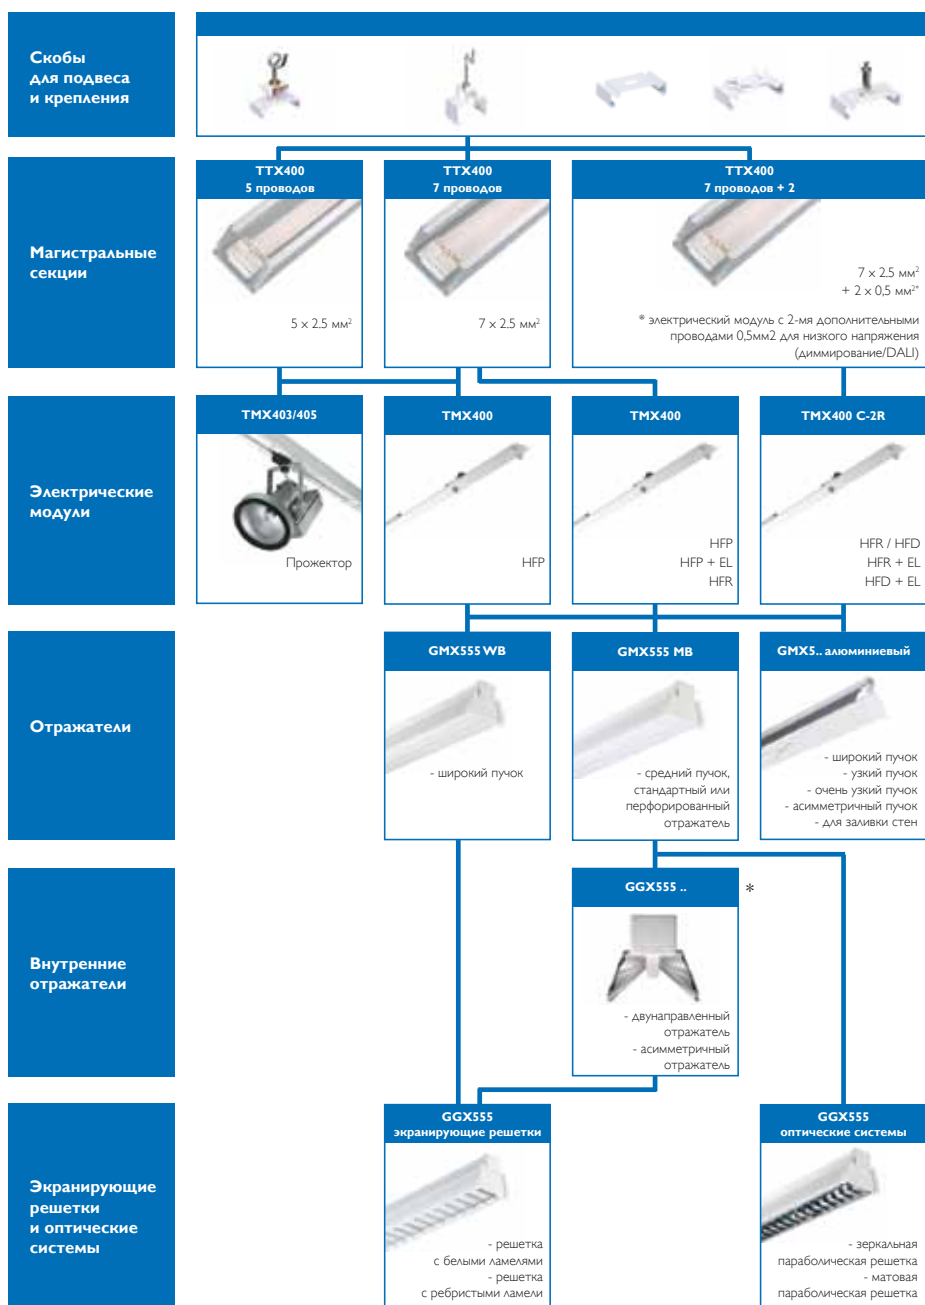 Скобы
для подвеса
и крепления
Магистральные
секции
TTX400
5 проводов
5 x 2.5 мм²
TTX400
7 проводов
7 x 2.5 мм²
TTX400
7 проводов + 2
7 x 2.5 мм²
+ 2 x 0,5 мм²*
* электрический модуль с 2-мя дополнительными
проводами 0,5мм2 для низкого напряжения
(диммирование/DALI)
Электрические
модули
TMX403/405
Прожектор
TMX400
HFP
TMX400
HFP
HFP + EL
HFR
TMX400 C-2R
HFR / HFD
HFR + EL
HFD + EL
Отражатели
GMX555 WB
- широкий пучок
GMX555 MB
- средний пучок,
стандартный или
перфорированный
отражатель
GMX5.. алюминиевый
- широкий пучок
- узкий пучок
- очень узкий пучок
- асимметричный пучок
- для заливки стен
Внутренние
отражатели
GGX555 ..
*
- двунаправленный
отражатель
- асимметричный
отражатель
Экранирующие
решетки
и оптические
системы
GGX555
экранирующие решетки
- решетка
с белыми ламелями
- решетка
с ребристыми ламели
GGX555
оптические системы
- зеркальная
параболическая решетка
- матовая
параболическая решетка